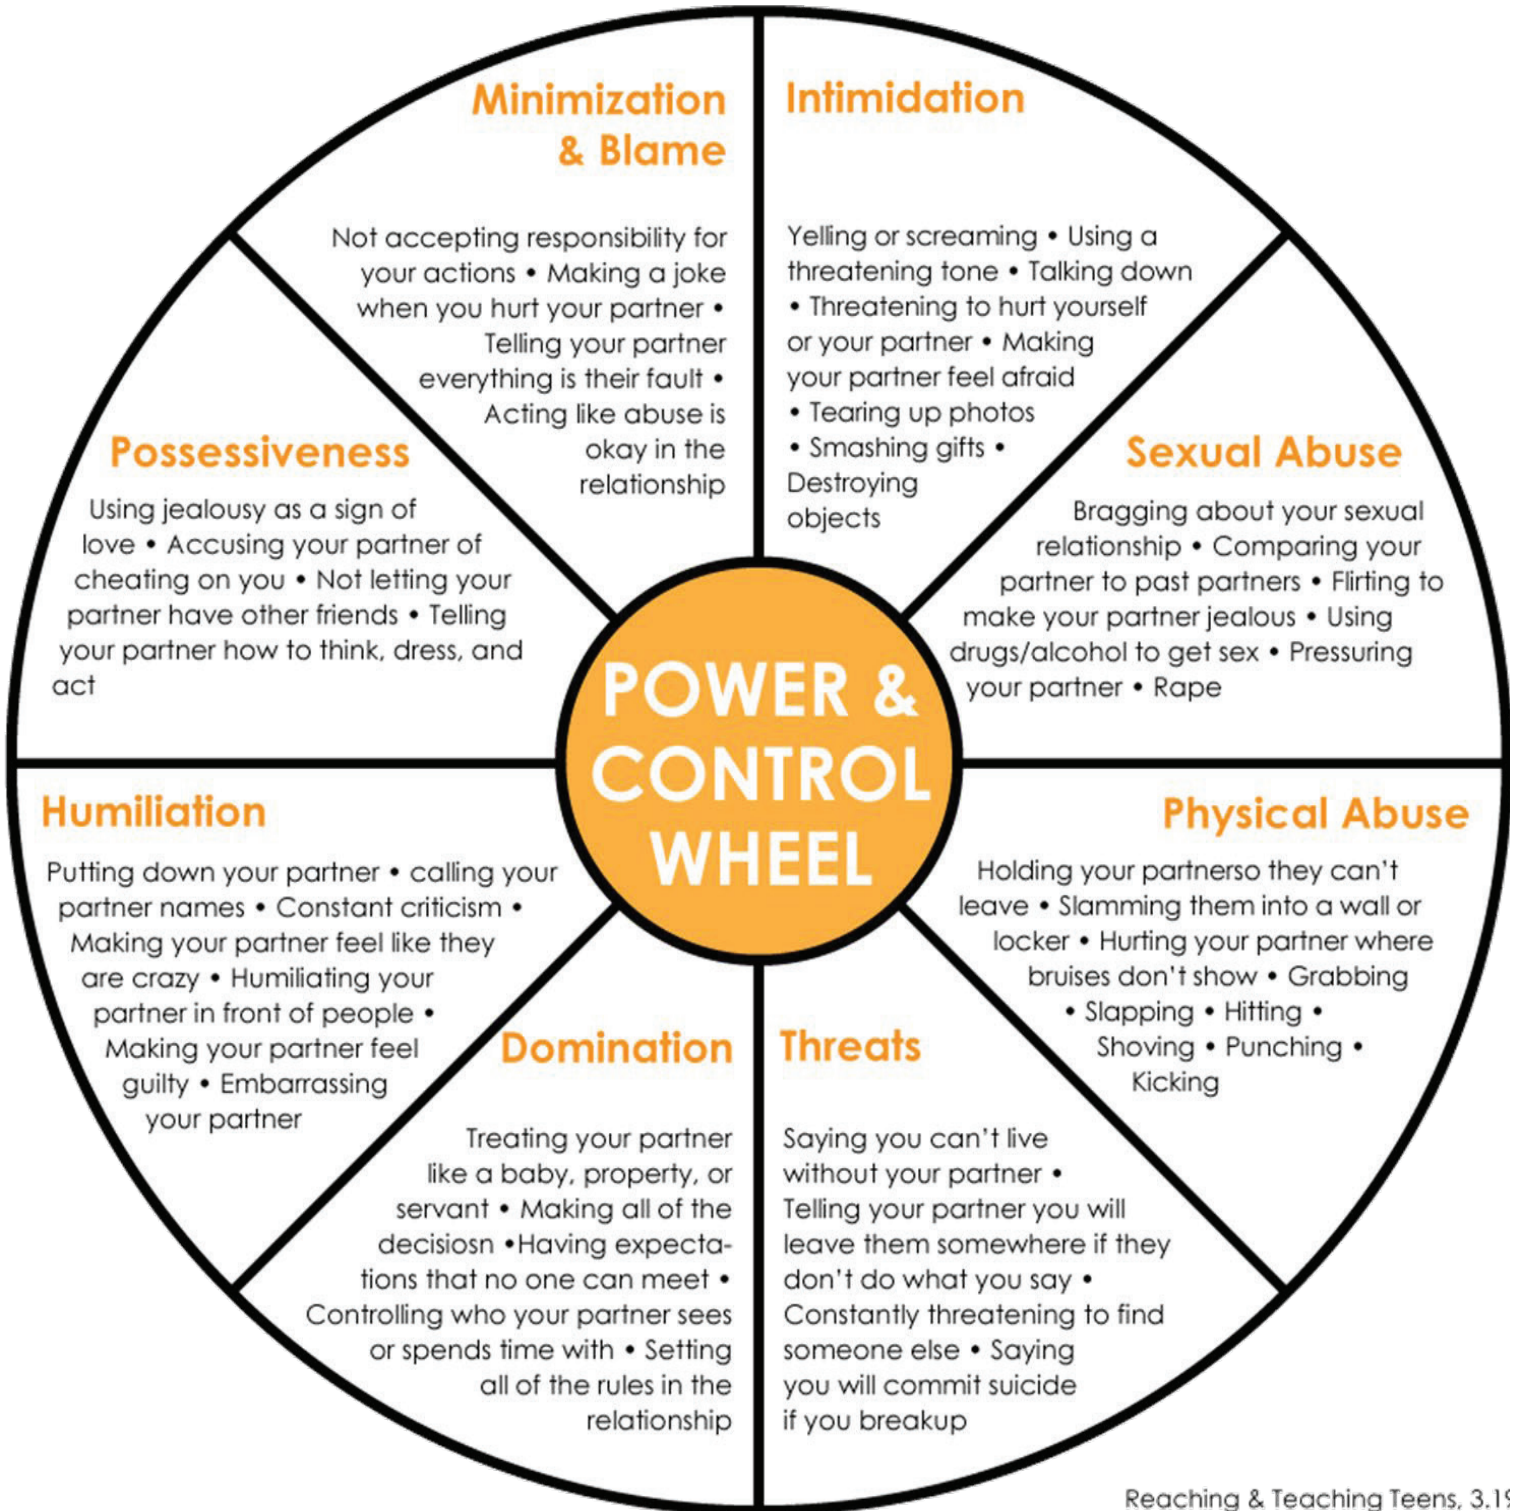 Minimization
& Blame
Not accepting responsibility for
your actions • Making a joke
when you hurt your partner •
Telling your partner
everything is their fault •
Acting like abuse is
okay in the
relationship
Intimidation
Yelling or screaming • Using a
threatening tone • Talking down
• Threatening to hurt yourself
or your partner • Making
your partner feel afraid
• Tearing up photos
• Smashing gifts •
Destroying
objects
Sexual Abuse
Bragging about your sexual
relationship • Comparing your
partner to past partners • Flirting to
make your partner jealous • Using
drugs/alcohol to get sex • Pressuring
your partner • Rape
Physical Abuse
Holding your partnerso they can't
leave • Slamming them into a wall or
locker • Hurting your partner where
bruises don't show • Grabbing
• Slapping • Hitting •
Shoving • Punching •
Kicking
Threats
Saying you can't live
without your partner •
Telling your partner you will
leave them somewhere if they
don't do what you say •
Constantly threatening to find
someone else • Saying
you will commit suicide
if you breakup
Domination
Treating your partner
like a baby, property, or
servant • Making all of the
decisiosn •Having expecta-
tions that no one can meet •
Controlling who your partner sees
or spends time with • Setting
all of the rules in the
relationship
Humiliation
Putting down your partner • calling your
partner names • Constant criticism •
Making your partner feel like they
are crazy • Humiliating your
partner in front of people •
Making your partner feel
guilty • Embarrassing
your partner
Possessiveness
Using jealousy as a sign of
love • Accusing your partner of
cheating on you • Not letting your
partner have other friends • Telling
your partner how to think, dress, and
act
POWER &
CONTROL
WHEEL
Reaching & Teaching Teens, 3.19